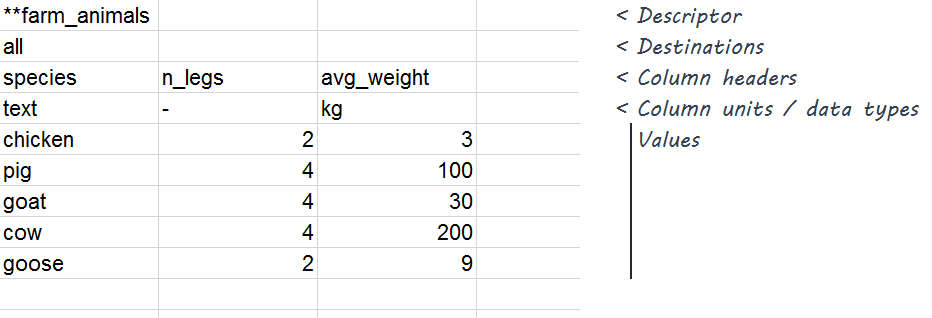 **farm_animals < Descriptor
all < Destinations
species n_legs avg_weight < Column headers
text - kg < Column units / data types
chicken 2 3 Values
pig 4 100
goat 4 30
cow 4 200
goose 2 9